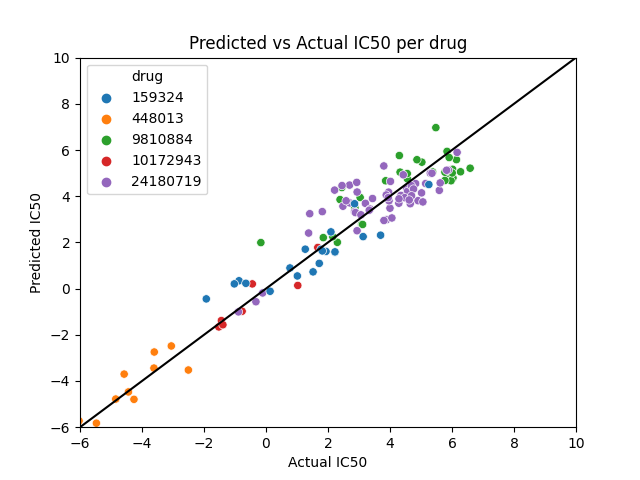 Predicted vs Actual IC50 per drug
10
8
6
4
2
0
−2
−4
−6
Predicted IC50
drug
159324
448013
9810884
10172943
24180719
−6 −4 −2 0 2 4 6 8 10
Actual IC50